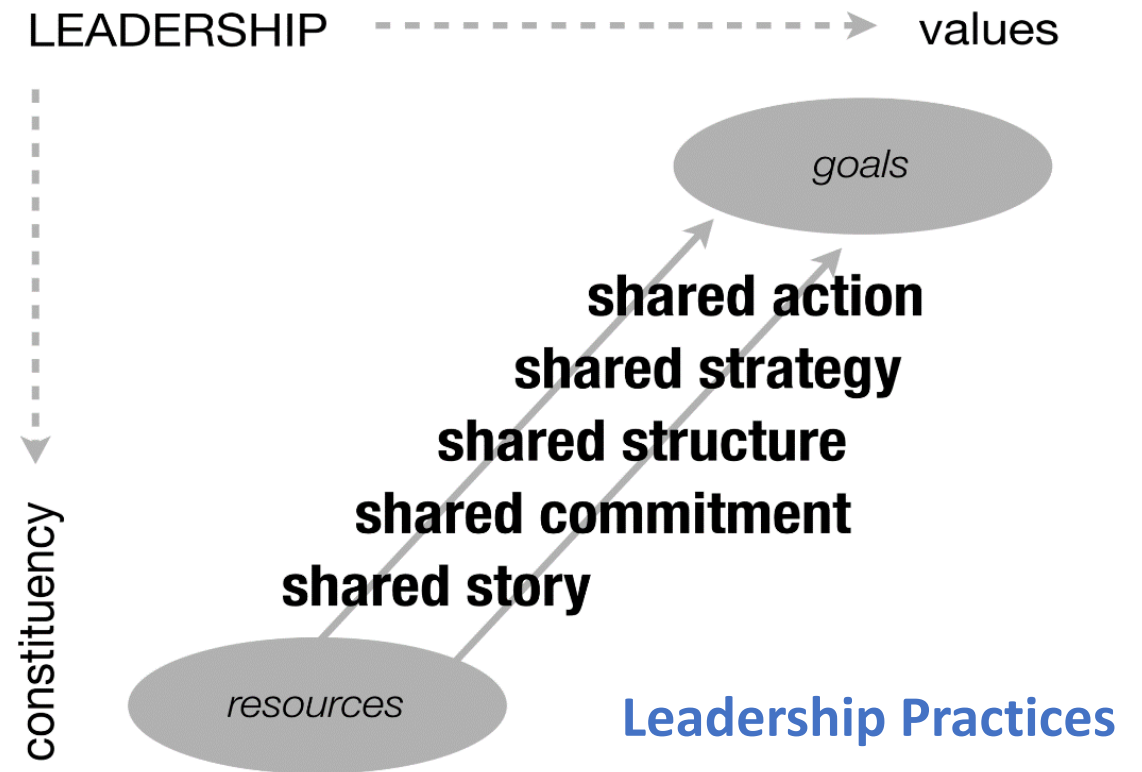 LEADERSHIP
values
goals
shared action
shared strategy
shared structure
shared commitment
shared story
constituency
resources
Leadership Practices